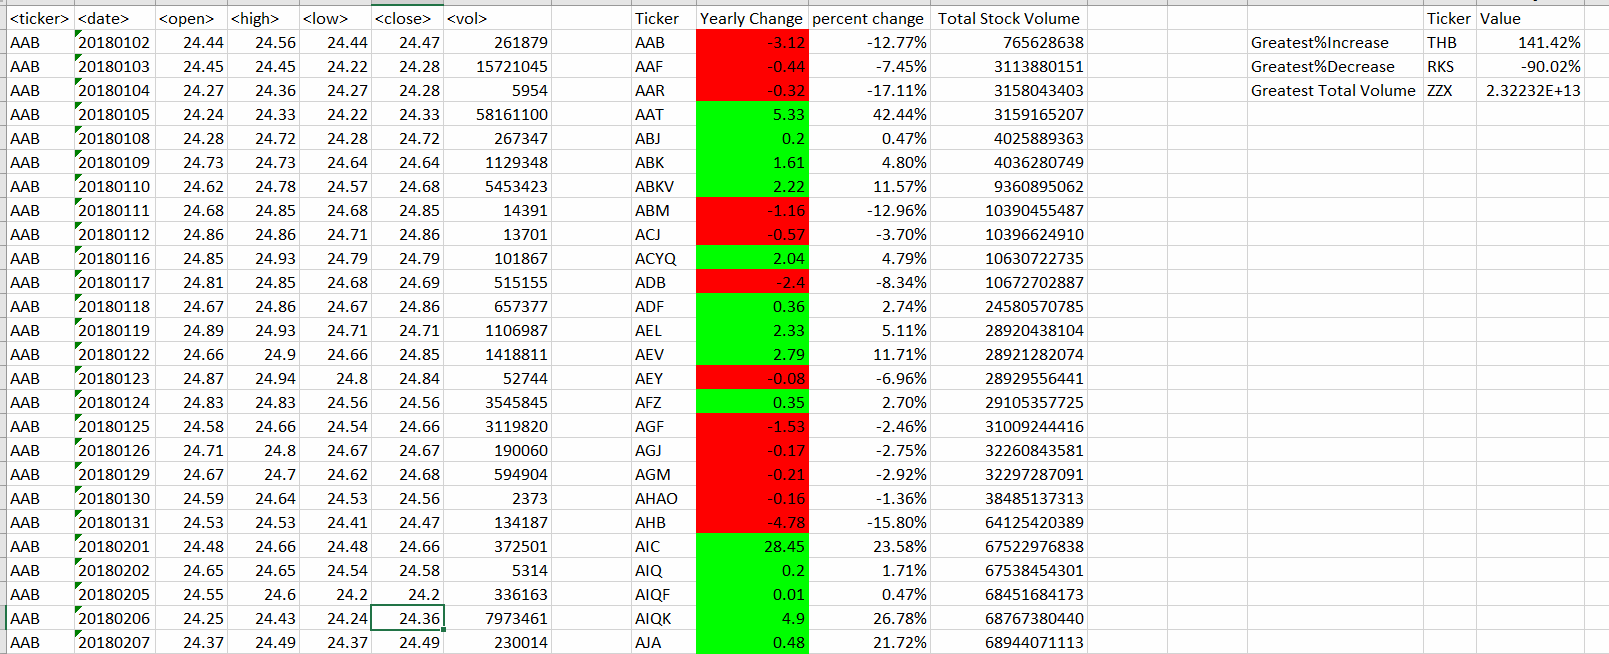 <ticker> <date> <open> <high> <low> <close> <vol> Ticker Yearly Change percent change Total Stock Volume Ticker Value
AAB 20180102 24.44 24.56 24.44 24.47 261879 AAB -3.12 -12.77% 765628638 Greatest%Increase THB 141.42%
AAB 20180103 24.45 24.45 24.22 24.28 15721045 AAF -0.44 -7.45% 3113880151 Greatest%Decrease RKS -90.02%
AAB 20180104 24.27 24.36 24.27 24.28 5954 AAR -0.32 -17.11% 3158043403 Greatest Total Volume ZZX 2.32232E+13
AAB 20180105 24.24 24.33 24.22 24.33 58161100 AAT 5.33 42.44% 3159165207
AAB 20180108 24.28 24.72 24.28 24.72 267347 ABJ 0.2 0.47% 4025889363
AAB 20180109 24.73 24.73 24.64 24.64 1129348 ABK 1.61 4.80% 4036280749
AAB 20180110 24.62 24.78 24.57 24.68 5453423 ABKV 2.22 11.57% 9360895062
AAB 20180111 24.68 24.85 24.68 24.85 14391 ABM -1.16 -12.96% 10390455487
AAB 20180112 24.86 24.86 24.71 24.86 13701 ACJ -0.57 -3.70% 10396624910
AAB 20180116 24.85 24.93 24.79 24.79 101867 ACYQ 2.04 4.79% 10630722735
AAB 20180117 24.81 24.85 24.68 24.69 515155 ADB -2.4 -8.34% 10672702887
AAB 20180118 24.67 24.86 24.67 24.86 657377 ADF 0.36 2.74% 24580570785
AAB 20180119 24.89 24.93 24.71 24.71 1106987 AEL 2.33 5.11% 28920438104
AAB 20180122 24.66 24.9 24.66 24.85 1418811 AEV 2.79 11.71% 28921282074
AAB 20180123 24.87 24.94 24.8 24.84 52744 AEY -0.08 -6.96% 28929556441
AAB 20180124 24.83 24.83 24.56 24.56 3545845 AFZ 0.35 2.70% 29105357725
AAB 20180125 24.58 24.66 24.54 24.66 3119820 AGF -1.53 -2.46% 31009244416
AAB 20180126 24.71 24.8 24.67 24.67 190060 AGJ -0.17 -2.75% 32260843581
AAB 20180129 24.67 24.7 24.62 24.68 594904 AGM -0.21 -2.92% 32297287091
AAB 20180130 24.59 24.64 24.53 24.56 2373 AHAO -0.16 -1.36% 38485137313
AAB 20180131 24.53 24.53 24.41 24.47 134187 AHB -4.78 -15.80% 64125420389
AAB 20180201 24.48 24.66 24.48 24.66 372501 AIC 28.45 23.58% 67522976838
AAB 20180202 24.65 24.65 24.54 24.58 5314 AIQ 0.2 1.71% 67538454301
AAB 20180205 24.55 24.6 24.2 24.2 336163 AIQF 0.01 0.47% 68451684173
AAB 20180206 24.25 24.43 24.24 24.36 7973461 AIQK 4.9 26.78% 68767380440
AAB 20180207 24.37 24.49 24.37 24.49 230014 AJA 0.48 21.72% 68944071113